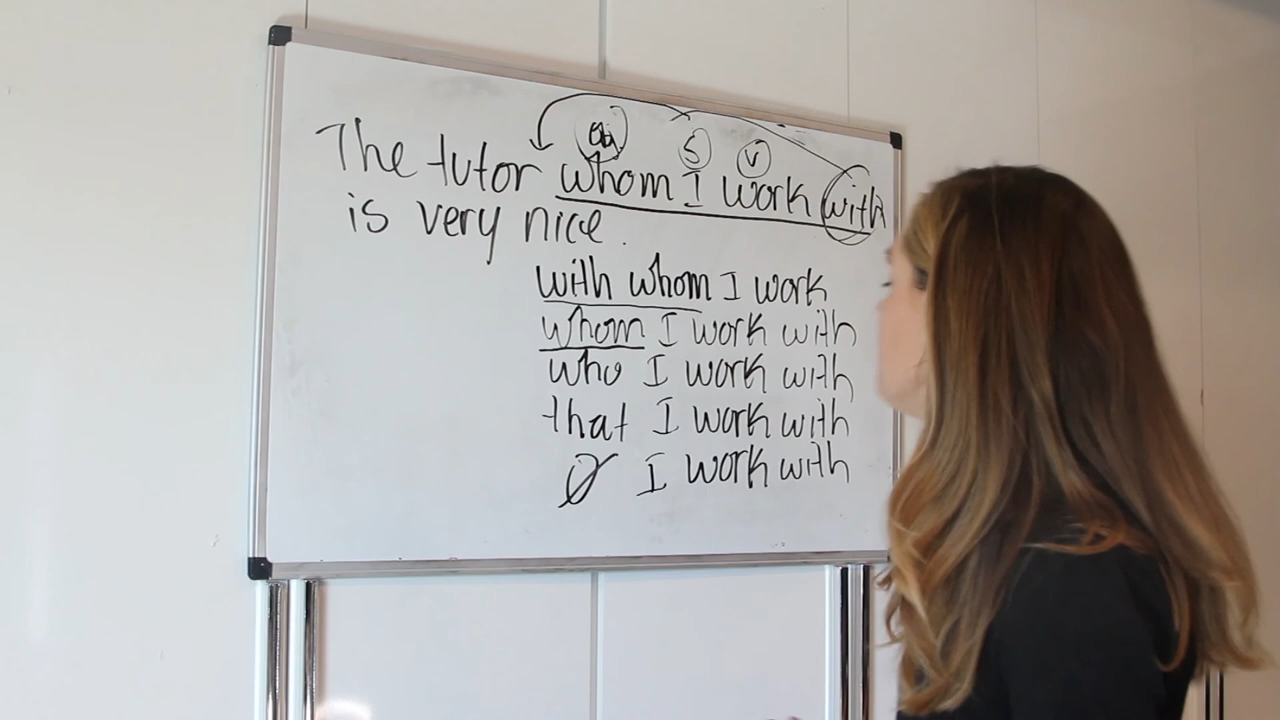 obj S V
The tutor whom I work with
is very nice.
with whom I work
whom I work with
who I work with
that I work with
Ø I work with